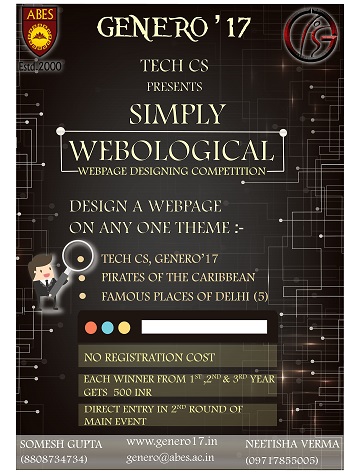 ABES
Estd.2000
GENERO '17
TECH CS
PRESENTS
SIMPLY
WEBOLOGICAL
WEBPAGE DESIGNING COMPETITION
DESIGN A WEBPAGE
ON ANY ONE THEME :-
TECH CS, GENERO'17
PIRATES OF THE CARIBBEAN
FAMOUS PLACES OF DELHI (5)
NO REGISTRATION COST
EACH WINNER FROM 1ST ,2ND & 3RD YEAR
GETS 500 INR
DIRECT ENTRY IN 2ND ROUND OF
MAIN EVENT
SOMESH GUPTA
(8808734734)
www.genero17.in
genero@abes.ac.in
NEETISHA VERMA
(09717855005)